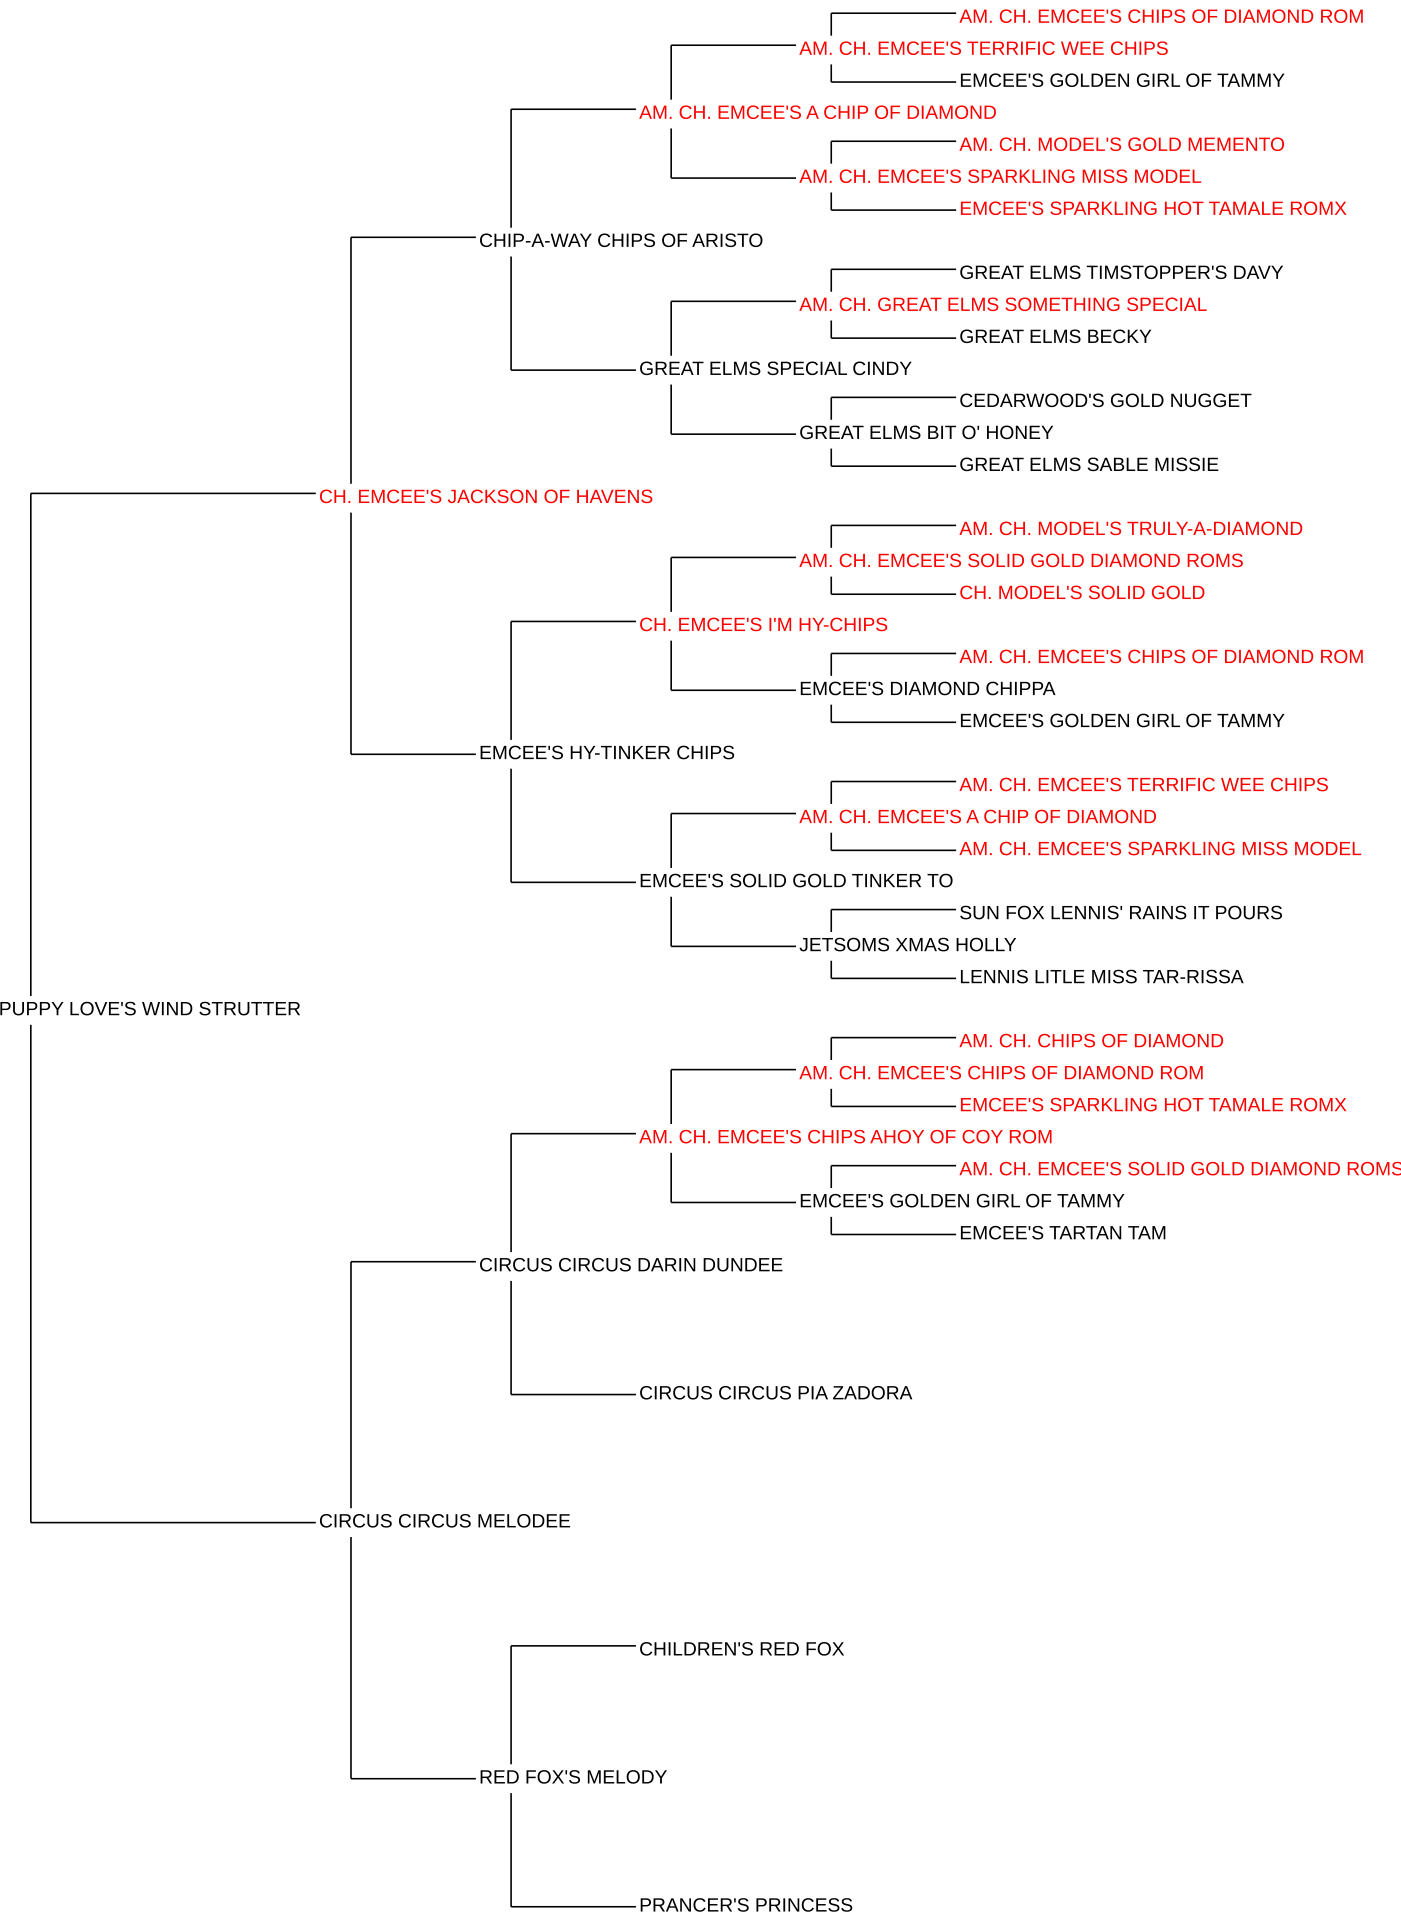 AM. CH. EMCEE'S CHIPS OF DIAMOND ROM
AM. CH. EMCEE'S TERRIFIC WEE CHIPS
EMCEE'S GOLDEN GIRL OF TAMMY
AM. CH. EMCEE'S A CHIP OF DIAMOND
AM. CH. MODEL'S GOLD MEMENTO
AM. CH. EMCEE'S SPARKLING MISS MODEL
EMCEE'S SPARKLING HOT TAMALE ROMX
CHIP-A-WAY CHIPS OF ARISTO
GREAT ELMS TIMSTOPPER'S DAVY
AM. CH. GREAT ELMS SOMETHING SPECIAL
GREAT ELMS BECKY
GREAT ELMS SPECIAL CINDY
CEDARWOOD'S GOLD NUGGET
GREAT ELMS BIT O' HONEY
GREAT ELMS SABLE MISSIE
CH. EMCEE'S JACKSON OF HAVENS
AM. CH. MODEL'S TRULY-A-DIAMOND
AM. CH. EMCEE'S SOLID GOLD DIAMOND ROMS
CH. MODEL'S SOLID GOLD
CH. EMCEE'S I'M HY-CHIPS
AM. CH. EMCEE'S CHIPS OF DIAMOND ROM
EMCEE'S DIAMOND CHIPPA
EMCEE'S GOLDEN GIRL OF TAMMY
EMCEE'S HY-TINKER CHIPS
AM. CH. EMCEE'S TERRIFIC WEE CHIPS
AM. CH. EMCEE'S A CHIP OF DIAMOND
AM. CH. EMCEE'S SPARKLING MISS MODEL
EMCEE'S SOLID GOLD TINKER TO
SUN FOX LENNIS' RAINS IT POURS
JETSOMS XMAS HOLLY
LENNIS LITLE MISS TAR-RISSA
PUPPY LOVE'S WIND STRUTTER
AM. CH. CHIPS OF DIAMOND
AM. CH. EMCEE'S CHIPS OF DIAMOND ROM
EMCEE'S SPARKLING HOT TAMALE ROMX
AM. CH. EMCEE'S CHIPS AHOY OF COY ROM
AM. CH. EMCEE'S SOLID GOLD DIAMOND ROMS
EMCEE'S GOLDEN GIRL OF TAMMY
EMCEE'S TARTAN TAM
CIRCUS CIRCUS DARIN DUNDEE
CIRCUS CIRCUS PIA ZADORA
CIRCUS CIRCUS MELODEE
CHILDREN'S RED FOX
RED FOX'S MELODY
PRANCER'S PRINCESS